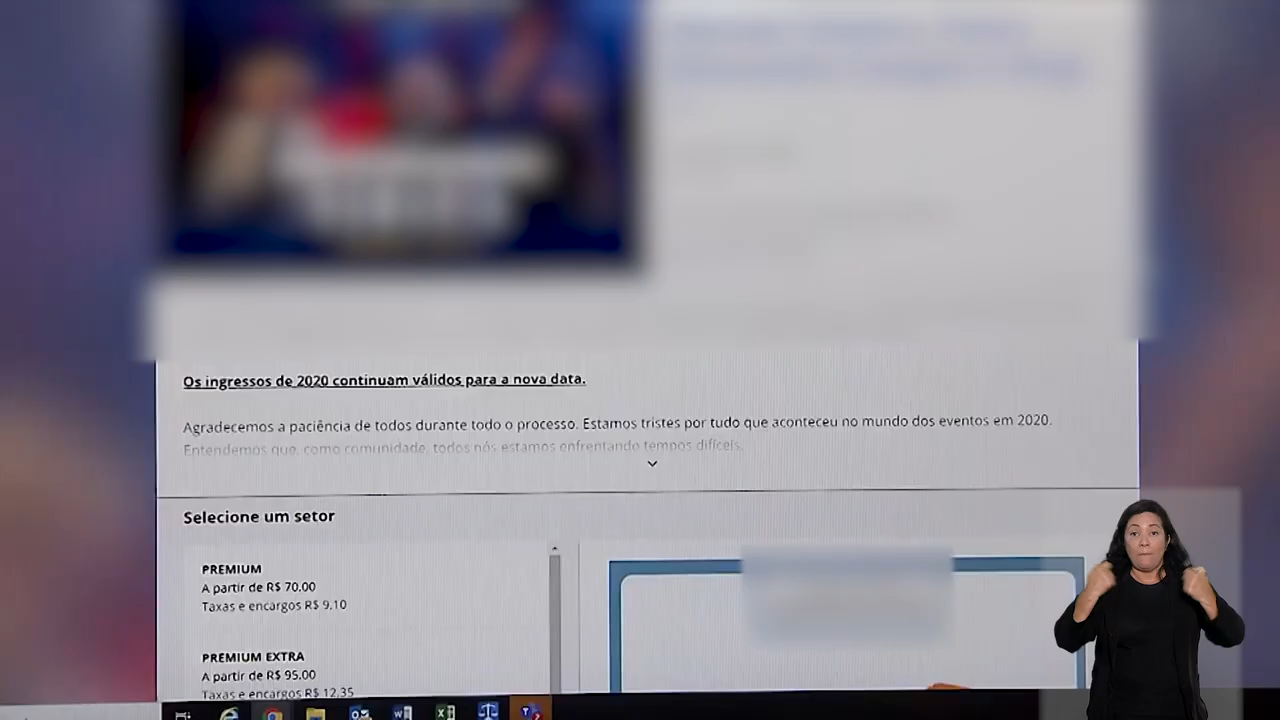 Os ingressos de 2020 continuam válidos para a nova data.
Agradecemos a paciência de todos durante todo o processo. Estamos tristes por tudo que aconteceu no mundo dos eventos em 2020.
Entendemos que, como comunidade, todos nós estamos enfrentando tempos difíceis.
Selecione um setor
PREMIUM
A partir de R$ 70.00
Taxas e encargos R$ 9.10
PREMIUM EXTRA
A partir de R$ 95.00
Taxas e encargos R$ 12.35